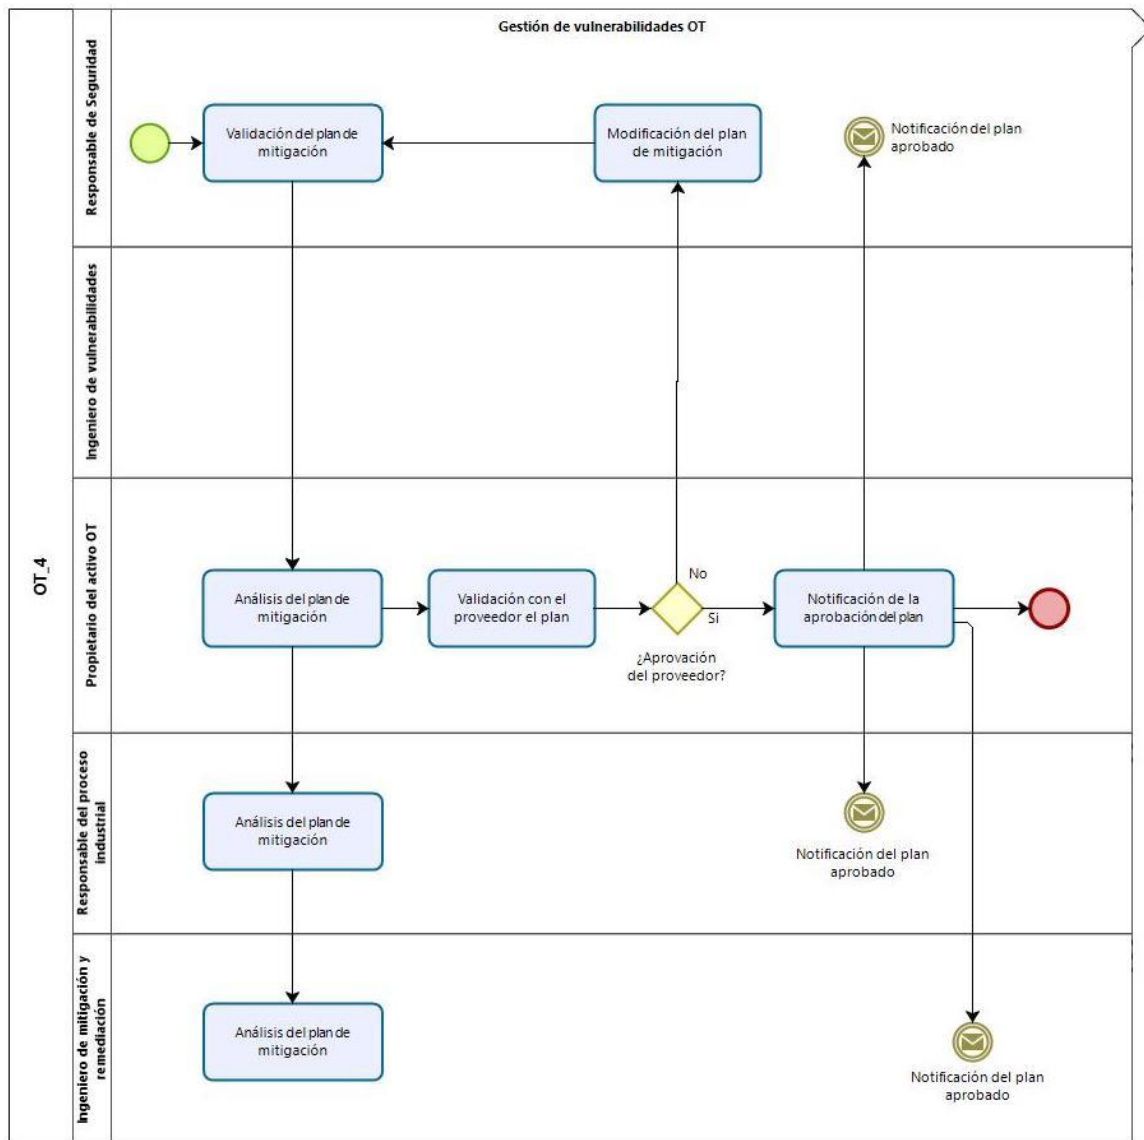 Gestión de vulnerabilidades OT
OT_4
Responsable de Seguridad
Validación del plan de
mitigación
Modificación del plan
de mitigación
Notificación del plan
aprobado
Ingeniero de vulnerabilidades
Propietario del activo OT
Análisis del plan de
mitigación
Validación con el
proveedor el plan
No
Si
¿Aprovación
del proveedor?
Notificación de la
aprobación del plan
Responsable del proceso
industrial
Análisis del plan de
mitigación
Notificación del plan
aprobado
Ingeniero de mitigación y
remediación
Análisis del plan de
mitigación
Notificación del plan
aprobado